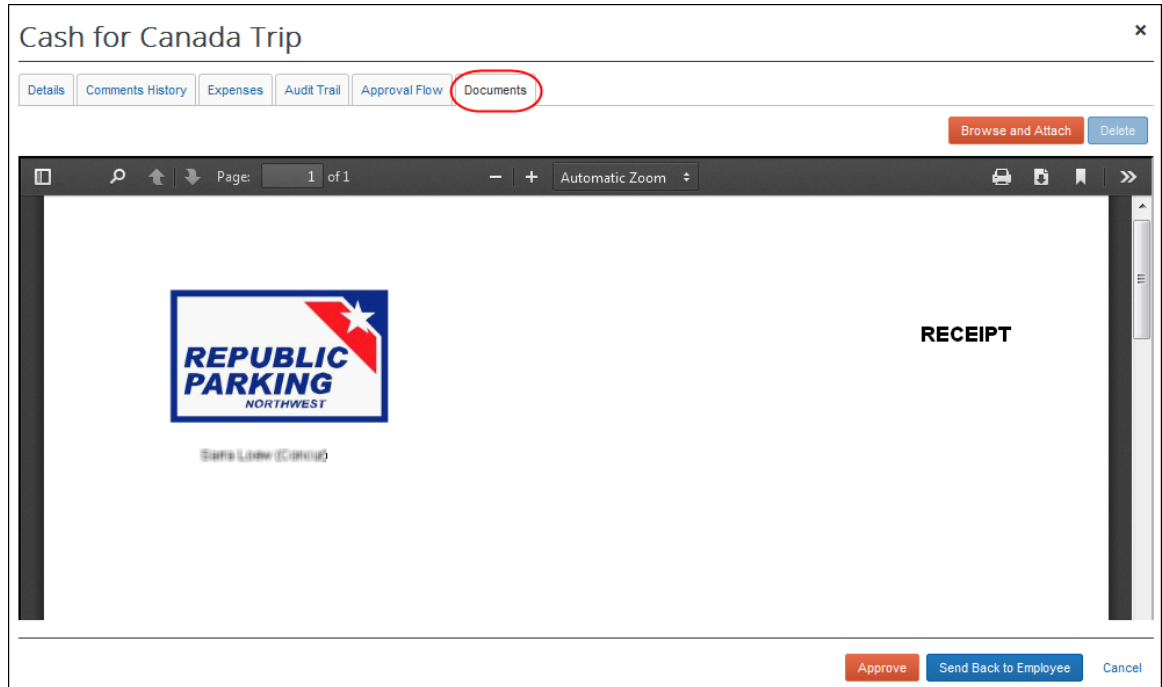 Cash for Canada Trip ×
Details Comments History Expenses Audit Trail Approval Flow Documents
Browse and Attach Delete
Page: 1 of 1 Automatic Zoom
REPUBLIC
PARKING
NORTHWEST
RECEIPT
Approve Send Back to Employee Cancel